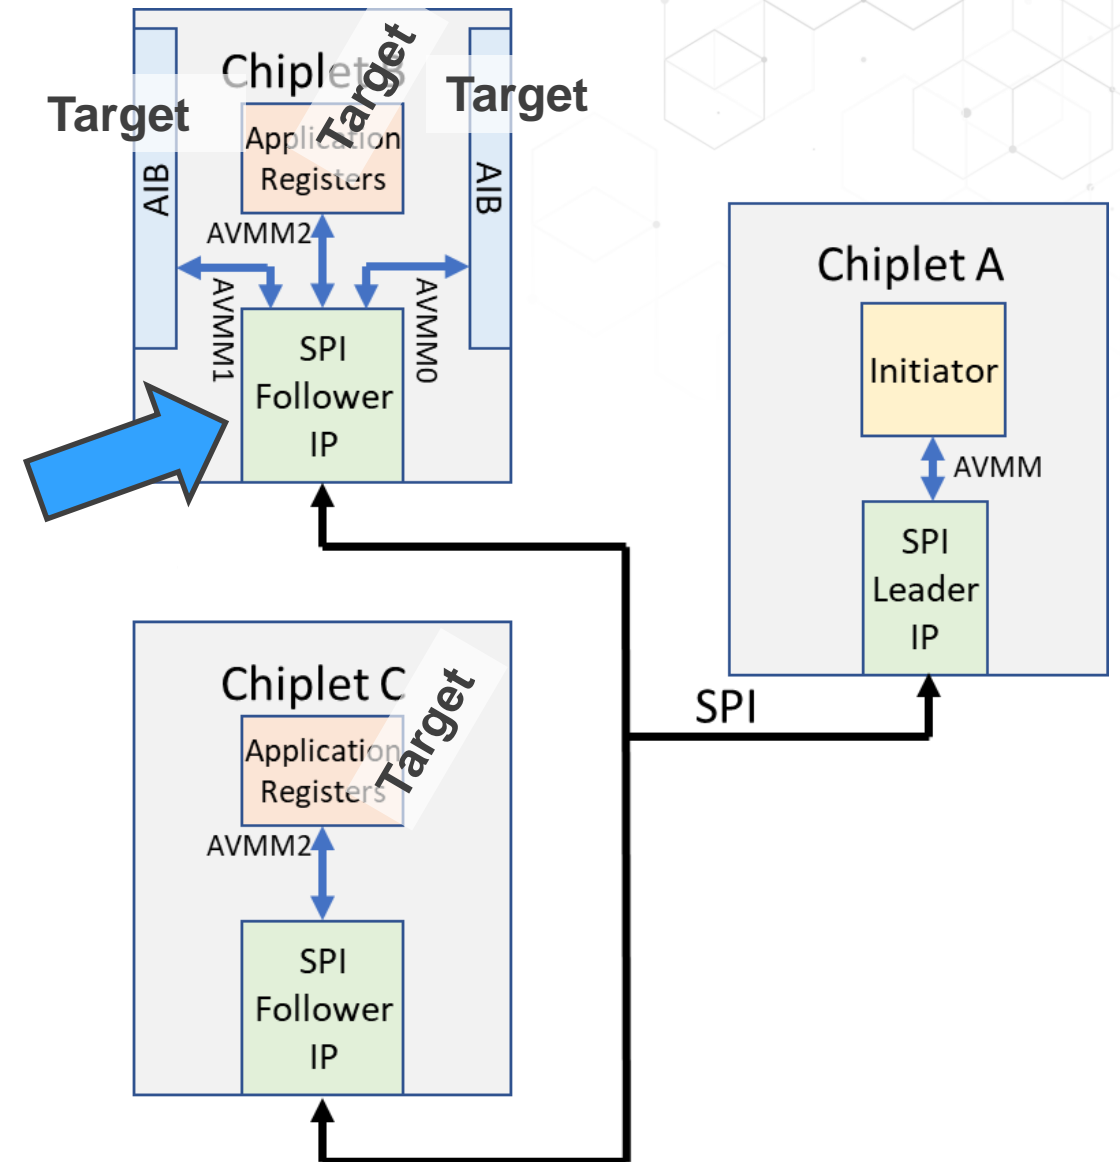 Chiplet B
Target
Target
Target
Application
Registers
AIB
AIB
AVMM2
AVMM1
AVMM0
SPI
Follower
IP
Chiplet A
Initiator
AVMM
SPI
Leader
IP
SPI
Chiplet C
Target
Application
Registers
AVMM2
SPI
Follower
IP